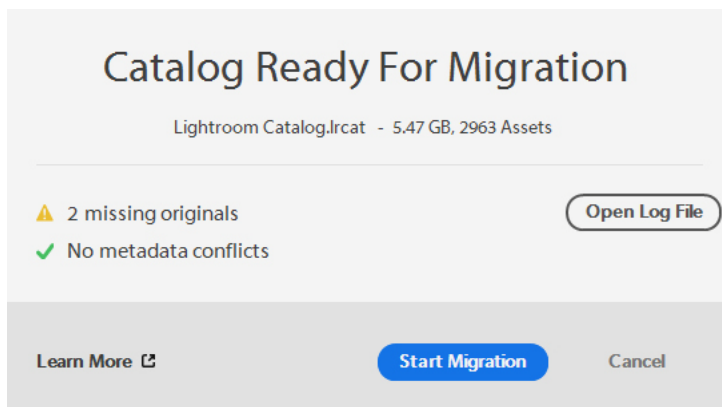 Catalog Ready For Migration
Lightroom Catalog.lrcat - 5.47 GB, 2963 Assets
2 missing originals
Open Log File
No metadata conflicts
Learn More
Start Migration
Cancel